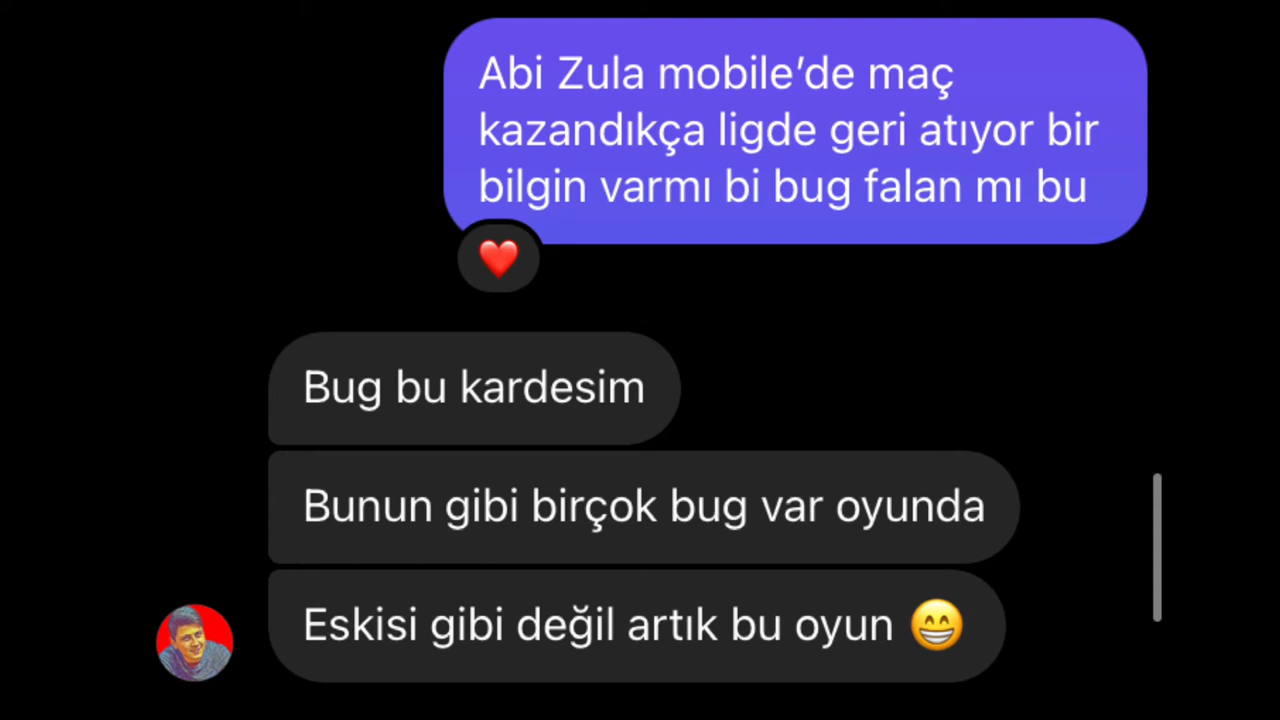 Abi Zula mobile’de maç
kazandıkça ligde geri atıyor bir
bilgin varmı bi bug falan mı bu
Bug bu kardesim
Bunun gibi birçok bug var oyunda
Eskisi gibi değil artık bu oyun 😁